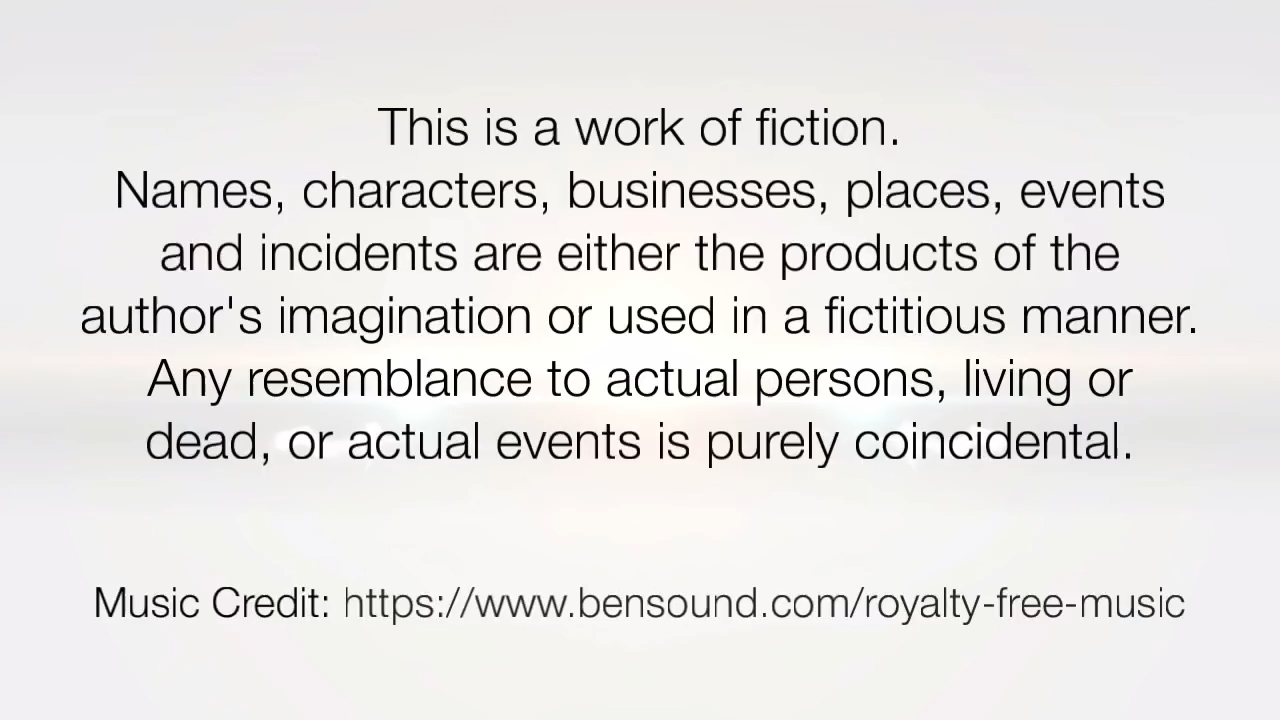 This is a work of fiction.
Names, characters, businesses, places, events
and incidents are either the products of the
author's imagination or used in a fictitious manner.
Any resemblance to actual persons, living or
dead, or actual events is purely coincidental.
Music Credit: https://www.bensound.com/royalty-free-music